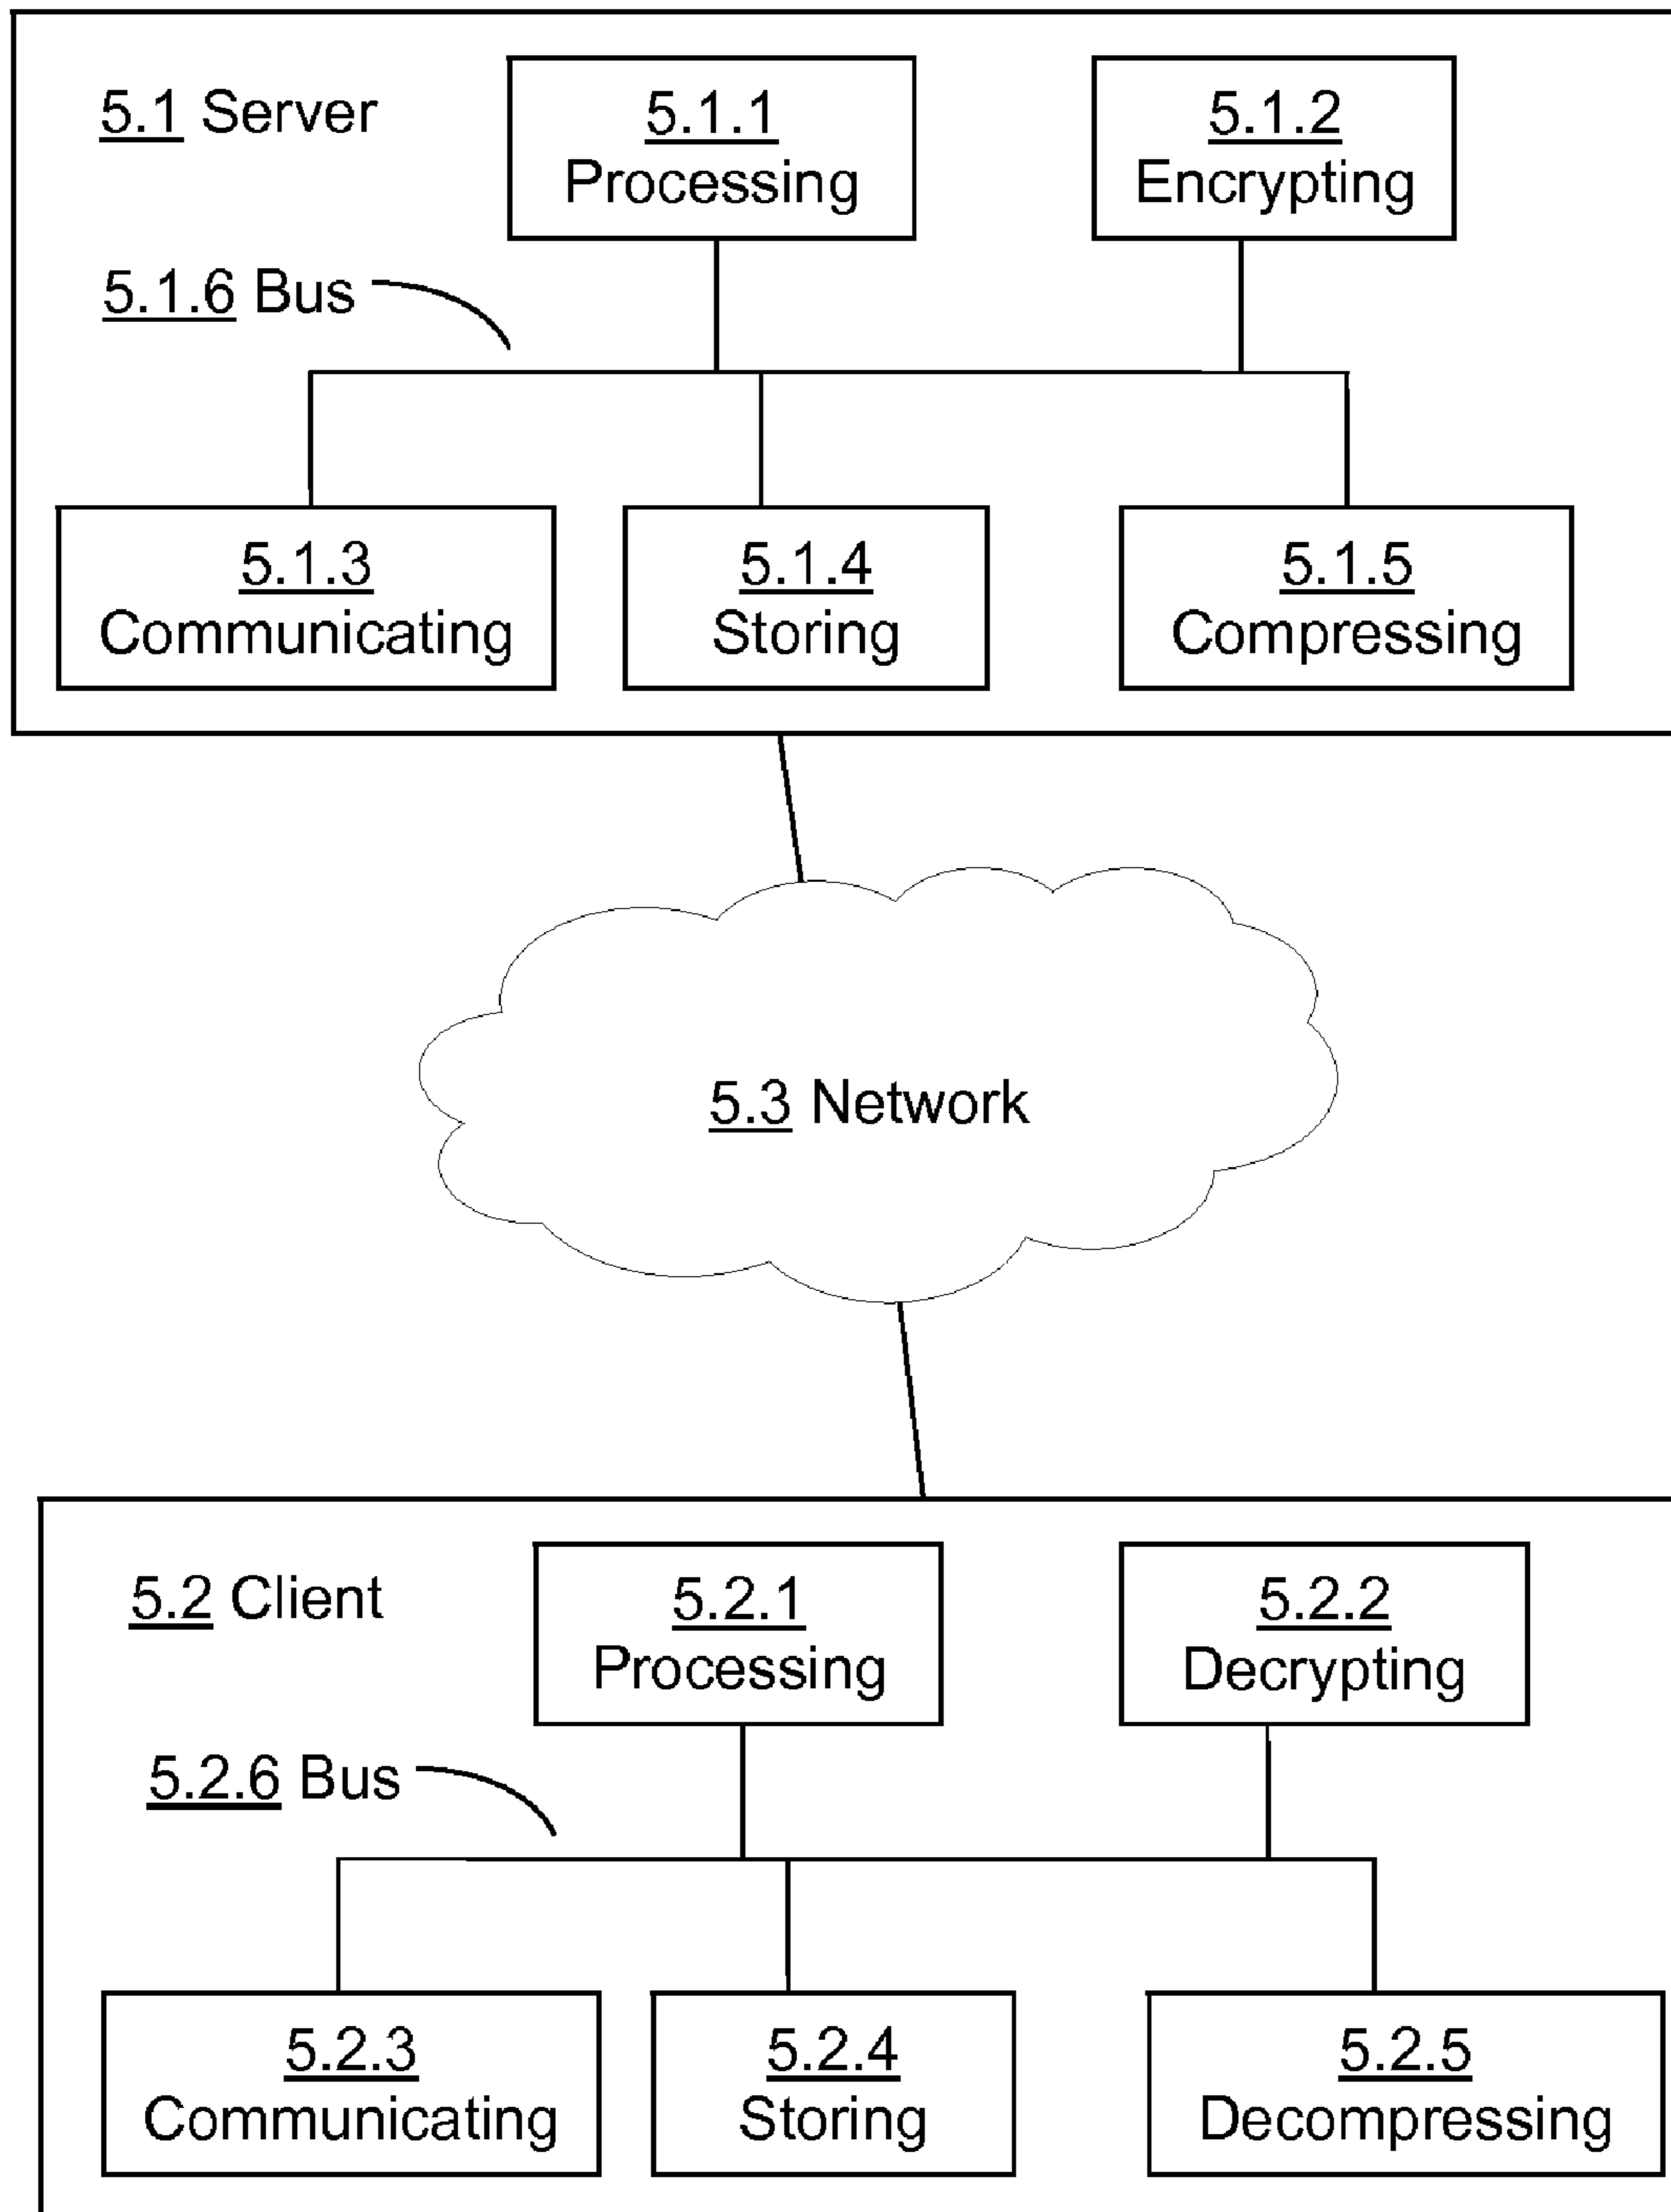 5.1 Server
5.1.1
Processing
5.1.2
Encrypting
5.1.6 Bus
5.1.3
Communicating
5.1.4
Storing
5.1.5
Compressing
5.3 Network
5.2 Client
5.2.1
Processing
5.2.2
Decrypting
5.2.6 Bus
5.2.3
Communicating
5.2.4
Storing
5.2.5
Decompressing